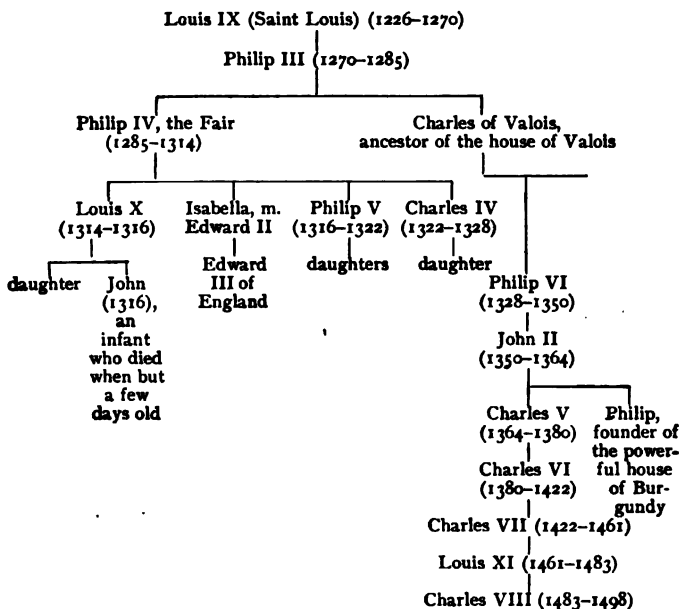 Louis IX (Saint Louis) (1226–1270)
Philip III (1270–1285)
Philip IV, the Fair
(1285–1314)
Charles of Valois,
ancestor of the house of Valois
Louis X
(1314–1316)
Isabella, m.
Edward II
Philip V
(1316–1322)
Charles IV
(1322–1328)
daughter
John
(1316),
an
infant
who died
when but
a few
days old
Edward
III of
England
daughters
daughter
Philip VI
(1328–1350)
John II
(1350–1364)
Charles V
(1364–1380)
Philip,
founder of
the power-
ful house
of Bur-
gundy
Charles VI
(1380–1422)
Charles VII (1422–1461)
Louis XI (1461–1483)
Charles VIII (1483–1498)